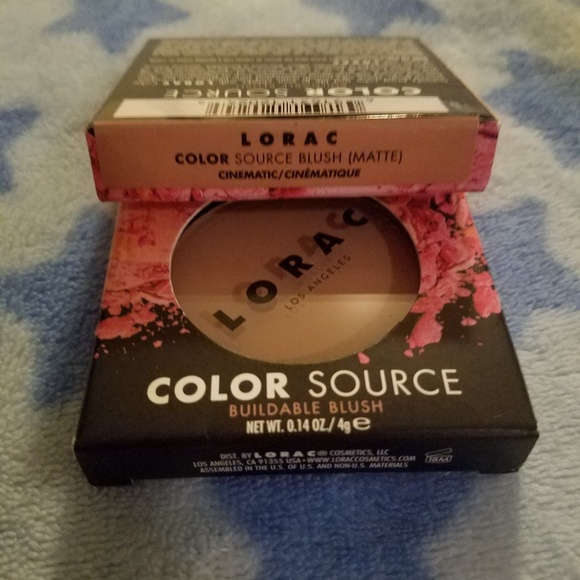 COLOR SOURCE
LORAC
COLOR SOURCE BLUSH (MATTE)
CINEMATIC/CINÉMATIQUE
LORAC
LOS ANGELES
COLOR SOURCE
BUILDABLE BLUSH
NET WT. 0.14 OZ./ 4g ℮
DIST. BY LORAC® COSMETICS, LLC
LOS ANGELES, CA 91355 USA • WWW.LORACCOSMETICS.COM
ASSEMBLED IN THE U.S. OF U.S. AND NON-U.S. MATERIALS
18M